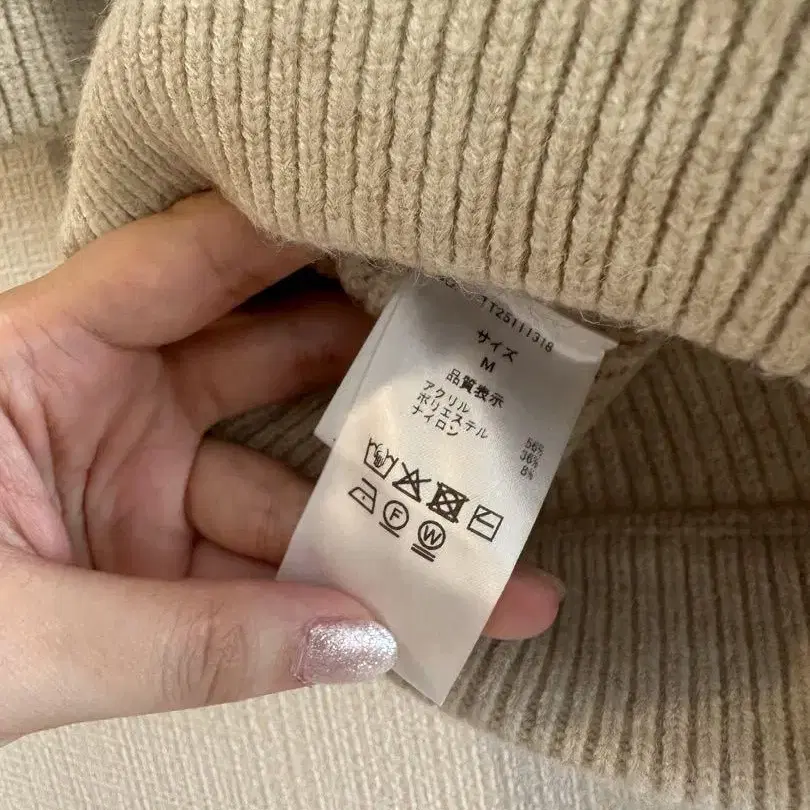 TT25111318
サイズ
M
品質表示
アクリル 56%
ポリエステル 36%
ナイロン 8%
F W